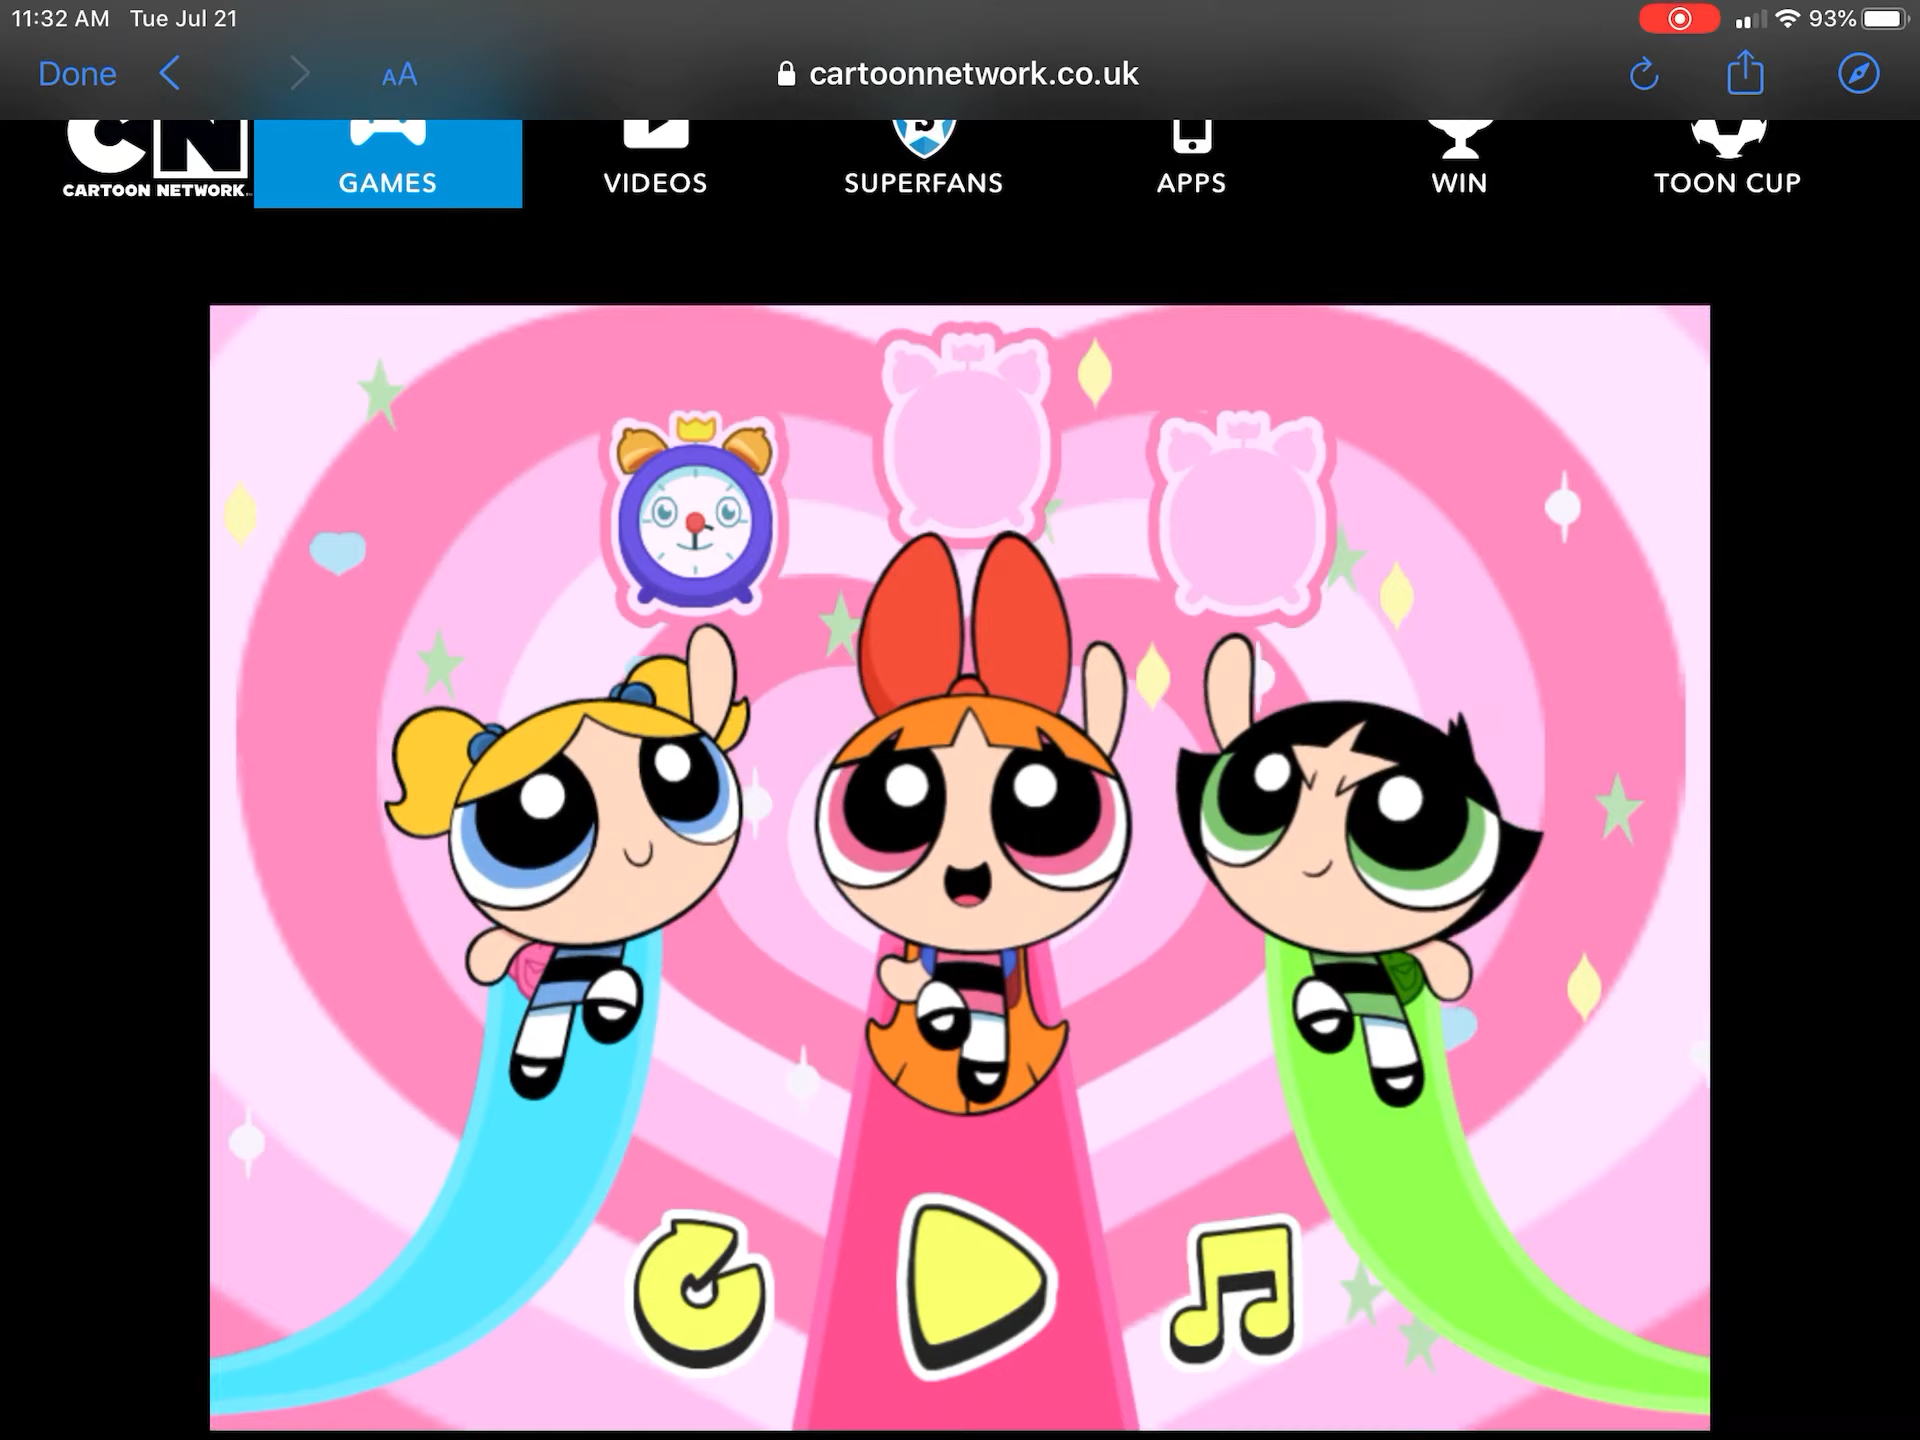 11:32 AM Tue Jul 21 93%
Done AA cartoonnetwork.co.uk
CN
CARTOON NETWORK
GAMES VIDEOS SUPERFANS APPS WIN TOON CUP